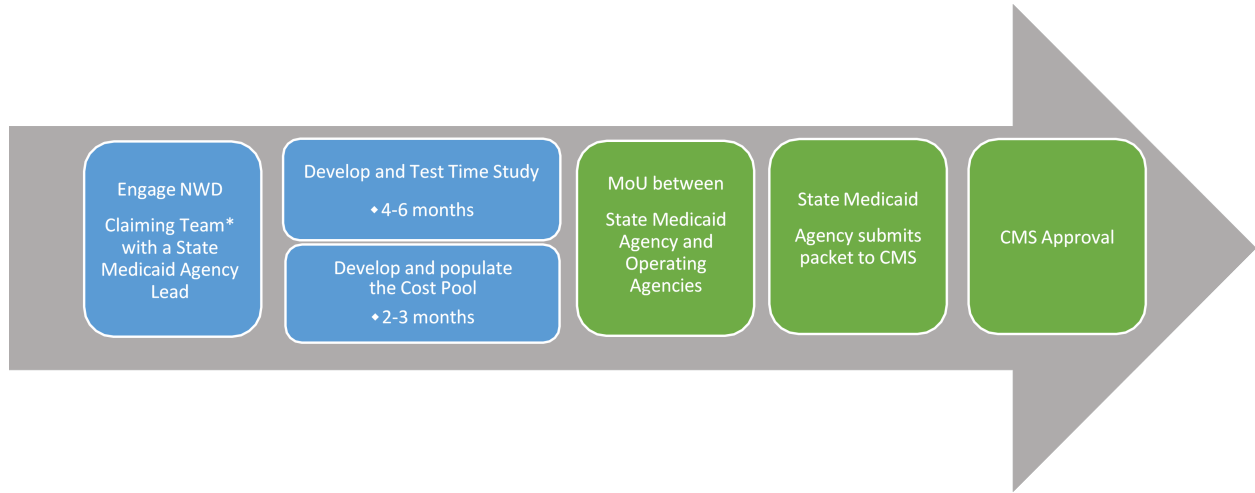 Engage NWD
Claiming Team*
with a State
Medicaid Agency
Lead
Develop and Test Time Study
◆ 4-6 months
Develop and populate
the Cost Pool
◆ 2-3 months
MoU between
State Medicaid
Agency and
Operating
Agencies
State Medicaid
Agency submits
packet to CMS
CMS Approval